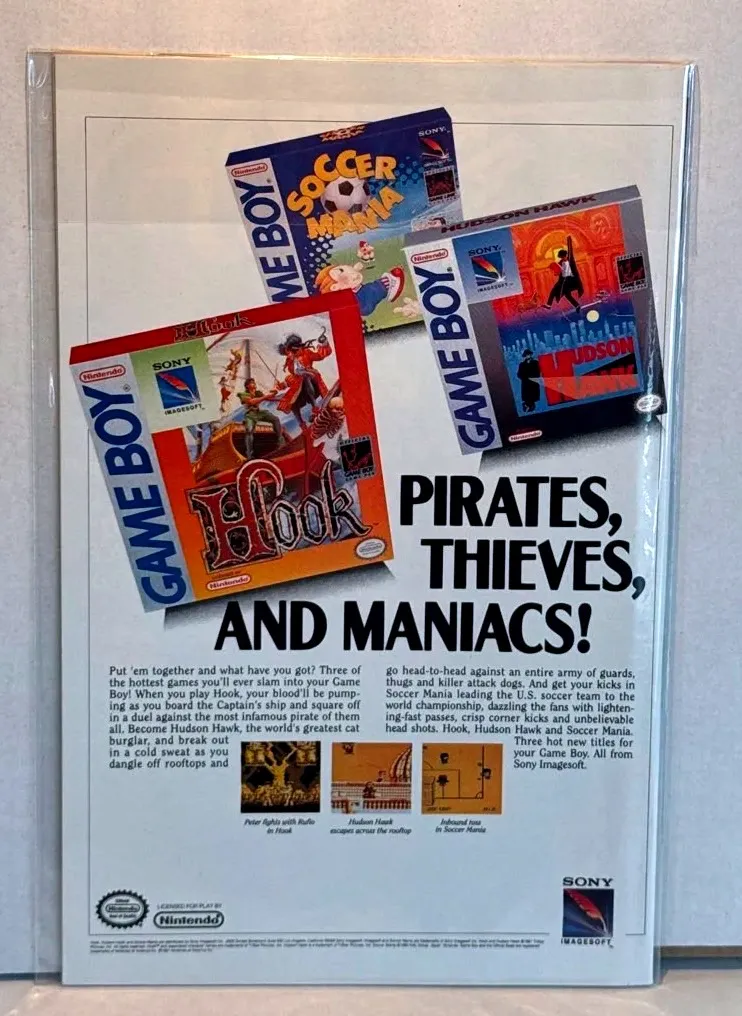 SOCCER
MANIA
SONY
Nintendo
GAME BOY
HUDSON HAWK
Nintendo
GAME BOY
SONY
IMAGESOFT
HUDSON
HAWK
Nintendo
Hook
Nintendo
GAME BOY
SONY
IMAGESOFT
OFFICIAL
GAME BOY
Hook
Nintendo
PIRATES,
THIEVES,
AND MANIACS!
Put 'em together and what have you got? Three of
the hottest games you'll ever slam into your Game
Boy! When you play Hook, your blood'll be pump-
ing as you board the Captain's ship and square off
in a duel against the most infamous pirate of them
all. Become Hudson Hawk, the world's greatest cat
burglar, and break out
in a cold sweat as you
dangle off rooftops and
go head-to-head against an entire army of guards,
thugs and killer attack dogs. And get your kicks in
Soccer Mania leading the U.S. soccer team to the
world championship, dazzling the fans with lighten-
ing-fast passes, crisp corner kicks and unbelievable
head shots. Hook, Hudson Hawk and Soccer Mania.
Three hot new titles for
your Game Boy. All from
Sony Imagesoft.
Peter fights with Rufio
in Hook
Hudson Hawk
escapes across the rooftop
Inbound toss
in Soccer Mania
Nintendo
LICENSED FOR PLAY BY
Nintendo
SONY
IMAGESOFT